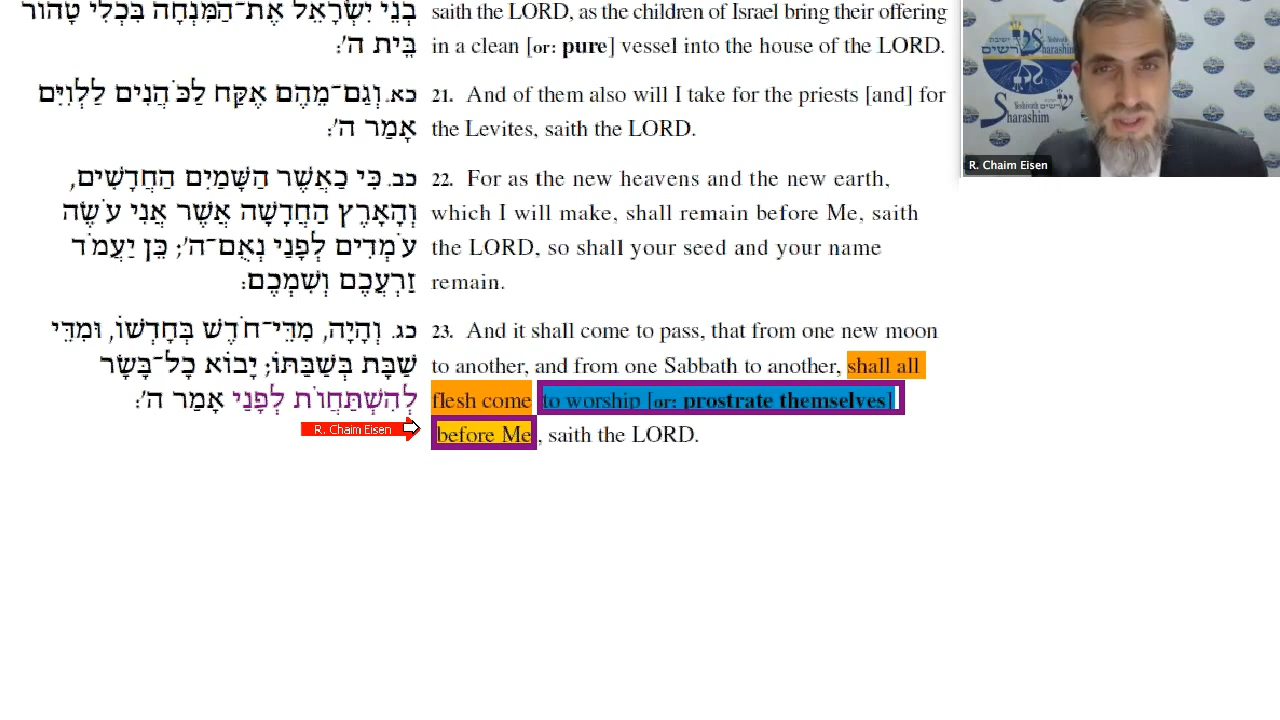 בְּנֵי יִשְׂרָאֵל אֶת־הַמִּנְחָה בִּכְלִי טָהוֹר
בֵּית ה':
כא. וְגַם־מֵהֶם אֶקַּח לַכֹּהֲנִים לַלְוִיִּם
אָמַר ה':
כב. כִּי כַאֲשֶׁר הַשָּׁמַיִם הַחֲדָשִׁים,
וְהָאָרֶץ הַחֲדָשָׁה אֲשֶׁר אֲנִי עֹשֶׂה
עֹמְדִים לְפָנַי נְאֻם־ה'; כֵּן יַעֲמֹד
זַרְעֲכֶם וְשִׁמְכֶם:
כג. וְהָיָה, מִדֵּי־חֹדֶשׁ בְּחָדְשׁוֹ, וּמִדֵּי
שַׁבָּת בְּשַׁבַּתּוֹ; יָבוֹא כָל־בָּשָׂר
לְהִשְׁתַּחֲוֹת לְפָנַי אָמַר ה':
R. Chaim Eisen
saith the LORD, as the children of Israel bring their offering
in a clean [or: pure] vessel into the house of the LORD.
21. And of them also will I take for the priests [and] for
the Levites, saith the LORD.
22. For as the new heavens and the new earth,
which I will make, shall remain before Me, saith
the LORD, so shall your seed and your name
remain.
23. And it shall come to pass, that from one new moon
to another, and from one Sabbath to another, shall all
flesh come to worship [or: prostrate themselves]
before Me, saith the LORD.
ישיבת
שרשים
Yeshivath
Sharashim
R. Chaim Eisen